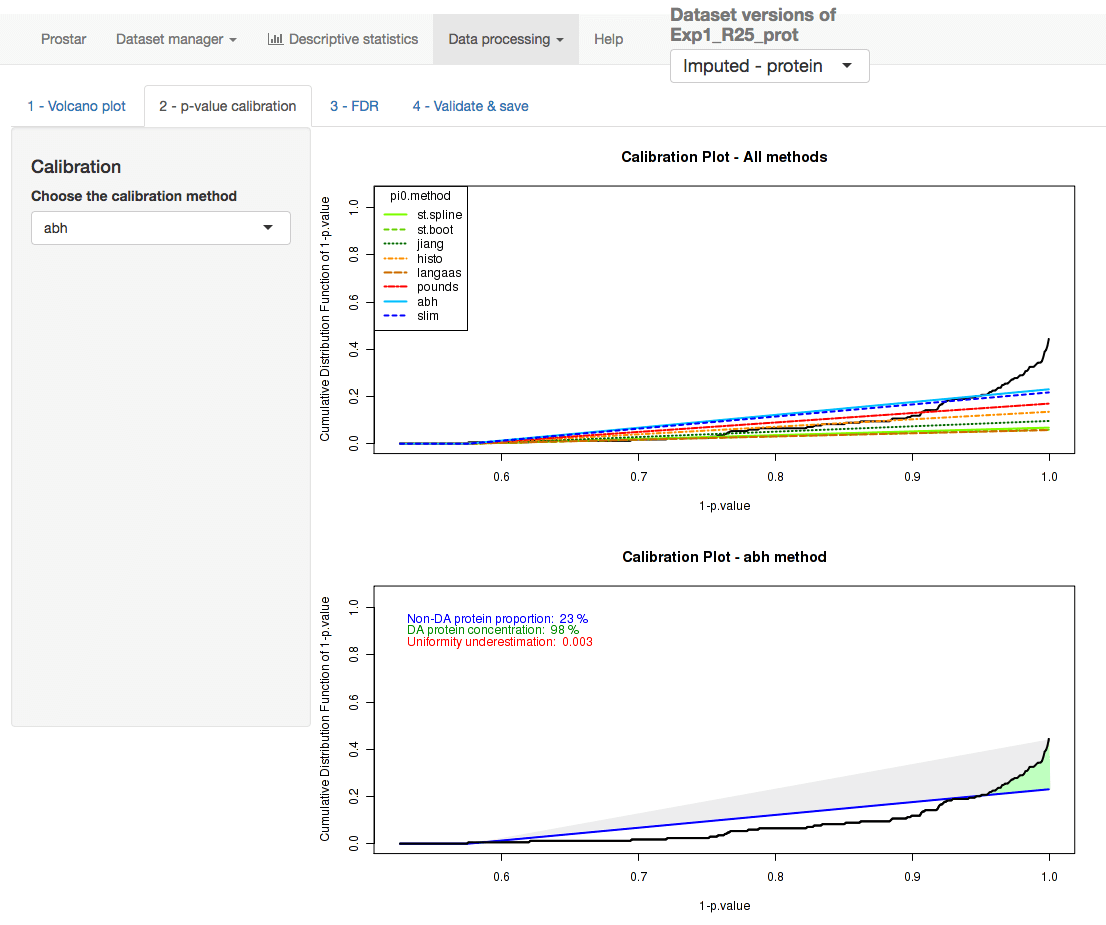 Dataset versions of
Exp1_R25_prot
Prostar Dataset manager Descriptive statistics Data processing Help
Imputed - protein
1 - Volcano plot 2 - p-value calibration 3 - FDR 4 - Validate & save
Calibration
Choose the calibration method
abh
Calibration Plot - All methods
Cumulative Distribution Function of 1-p.value
1.0
0.8
0.6
0.4
0.2
0.0
pi0.method
st.spline
st.boot
jiang
histo
langaas
pounds
abh
slim
0.6 0.7 0.8 0.9 1.0
1-p.value
Calibration Plot - abh method
Cumulative Distribution Function of 1-p.value
1.0
0.8
0.6
0.4
0.2
0.0
Non-DA protein proportion: 23 %
DA protein concentration: 98 %
Uniformity underestimation: 0.003
0.6 0.7 0.8 0.9 1.0
1-p.value